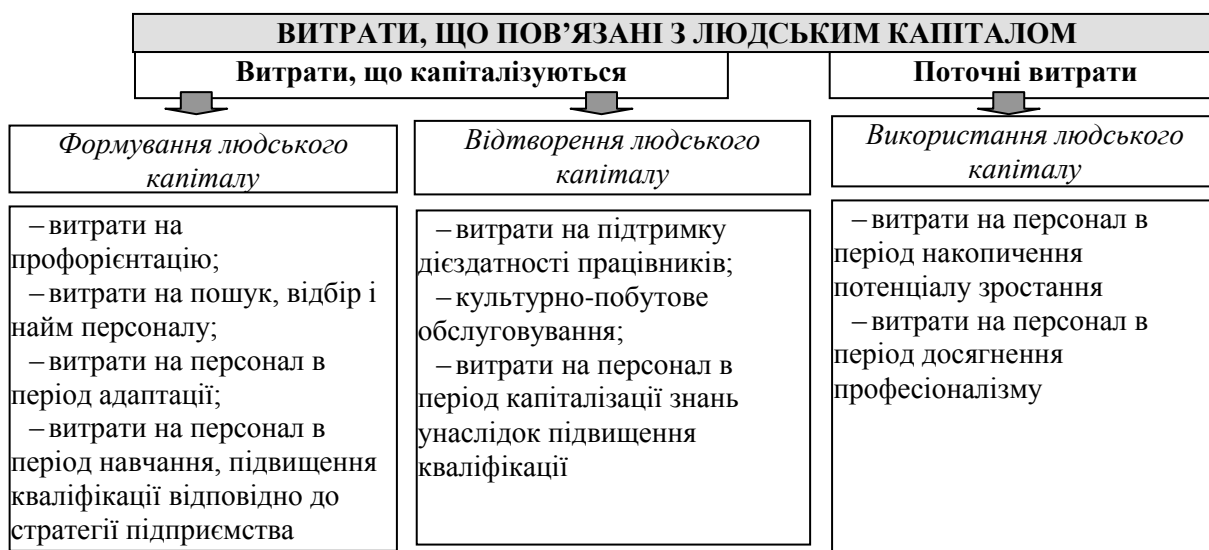 ВИТРАТИ, ЩО ПОВ’ЯЗАНІ З ЛЮДСЬКИМ КАПІТАЛОМ
Витрати, що капіталізуються
Поточні витрати
Формування людського
капіталу
Відтворення людського
капіталу
Використання людського
капіталу
– витрати на
профорієнтацію;
– витрати на пошук, відбір і
найм персоналу;
– витрати на персонал в
період адаптації;
– витрати на персонал в
період навчання, підвищення
кваліфікації відповідно до
стратегії підприємства
– витрати на підтримку
дієздатності працівників;
– культурно-побутове
обслуговування;
– витрати на персонал в
період капіталізації знань
унаслідок підвищення
кваліфікації
– витрати на персонал в
період накопичення
потенціалу зростання
– витрати на персонал в
період досягнення
професіоналізму